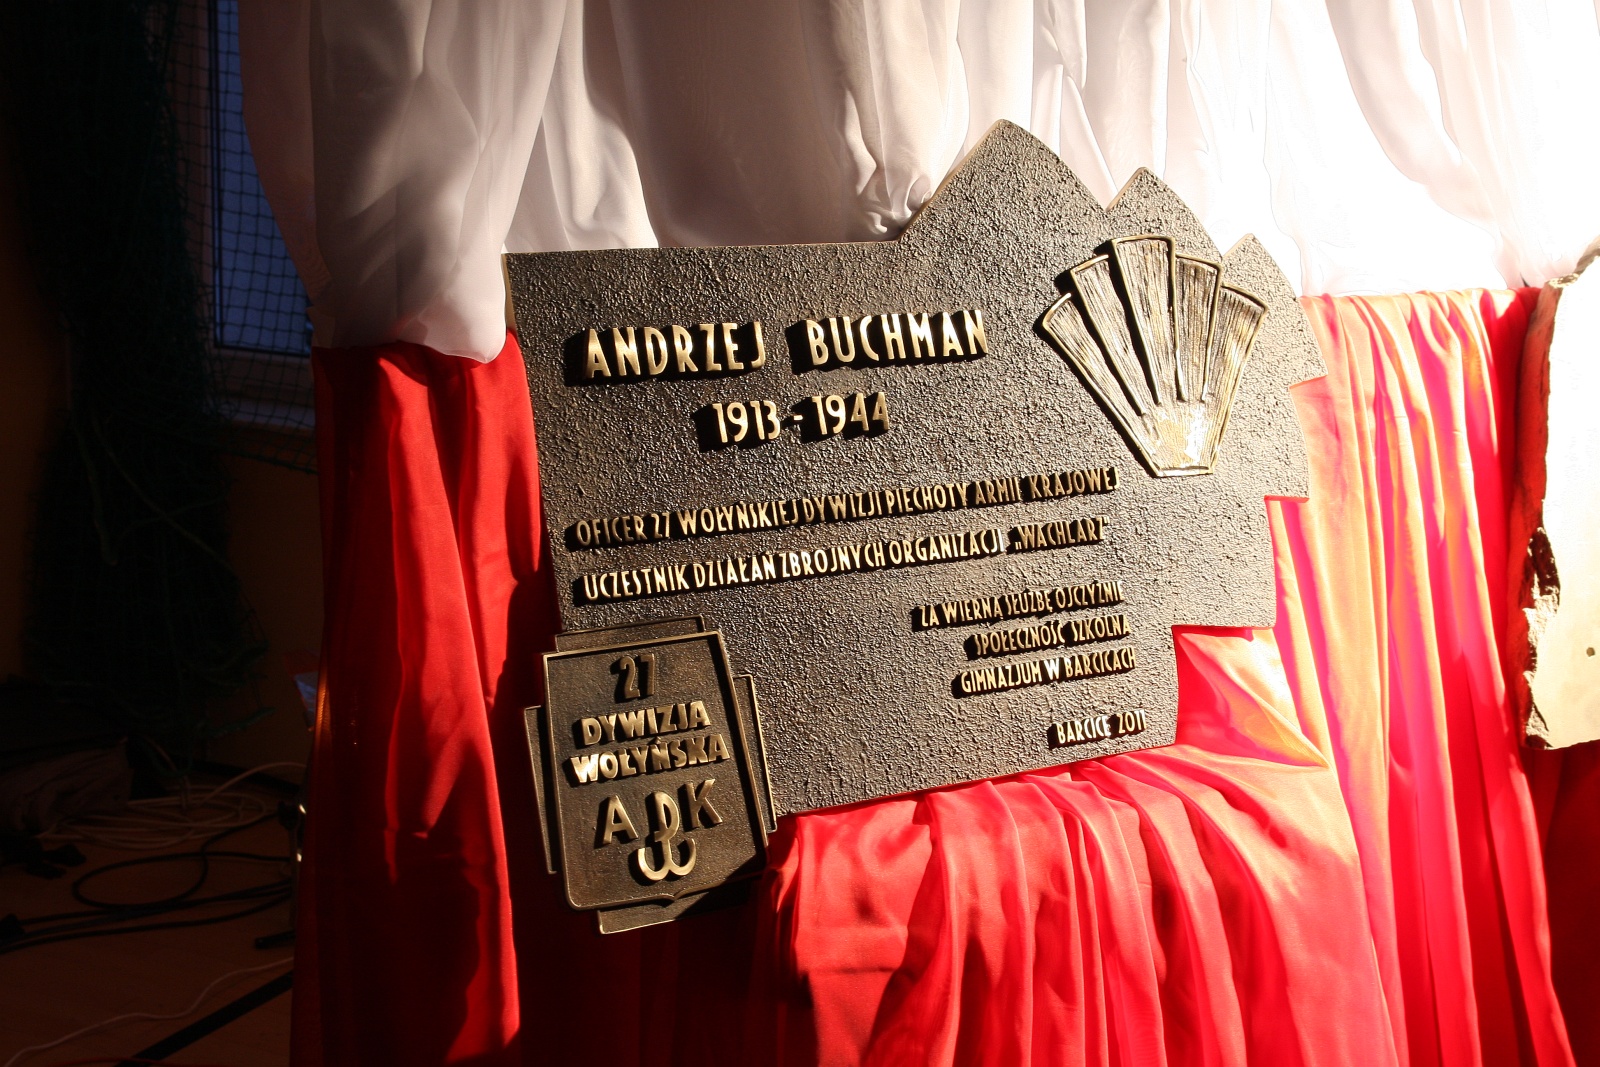 ANDRZEJ BUCHMAN
1913 - 1944
OFICER 27 WOŁYŃSKIEJ DYWIZJI PIECHOTY ARMII KRAJOWEJ
UCZESTNIK DZIAŁAŃ ZBROJNYCH ORGANIZACJI „WACHLARZ”
ZA WIERNĄ SŁUŻBĘ OJCZYŹNIE
SPOŁECZNOŚĆ SZKOLNA
GIMNAZJUM W BARCICACH
BARCICE 2011
27
DYWIZJA
WOŁYŃSKA
A K